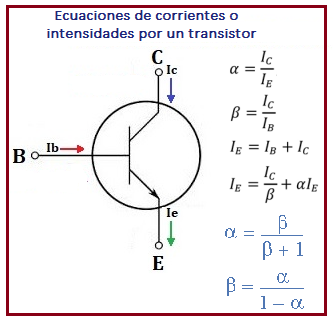 Ecuaciones de corrientes o
intensidades por un transistor
C
Ic
Ib
B
Ie
E
α = I_C / I_E
β = I_C / I_B
I_E = I_B + I_C
I_E = I_C / β + αI_E
α = β / β + 1
β = α / 1 − α